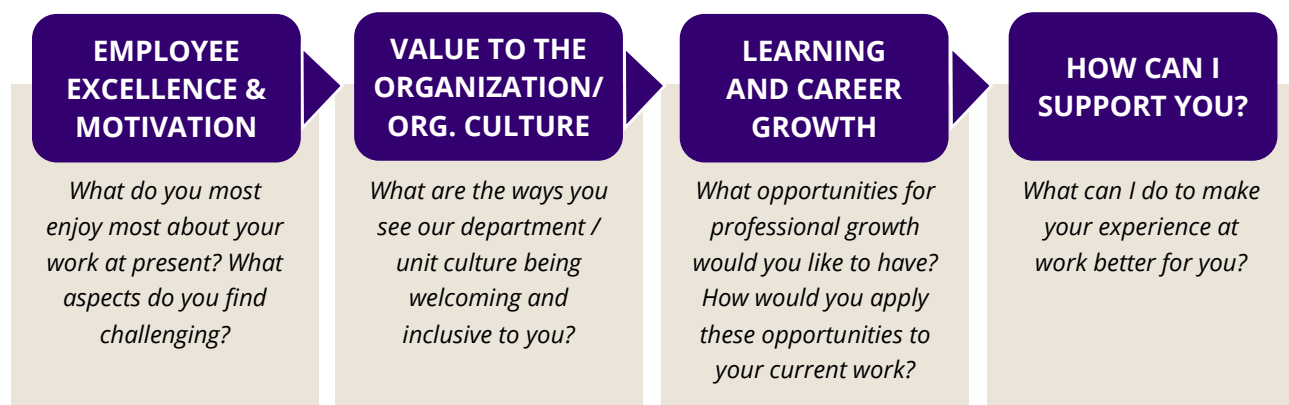 EMPLOYEE
EXCELLENCE &
MOTIVATION
What do you most
enjoy most about your
work at present? What
aspects do you find
challenging?
VALUE TO THE
ORGANIZATION/
ORG. CULTURE
What are the ways you
see our department /
unit culture being
welcoming and
inclusive to you?
LEARNING
AND CAREER
GROWTH
What opportunities for
professional growth
would you like to have?
How would you apply
these opportunities to
your current work?
HOW CAN I
SUPPORT YOU?
What can I do to make
your experience at
work better for you?